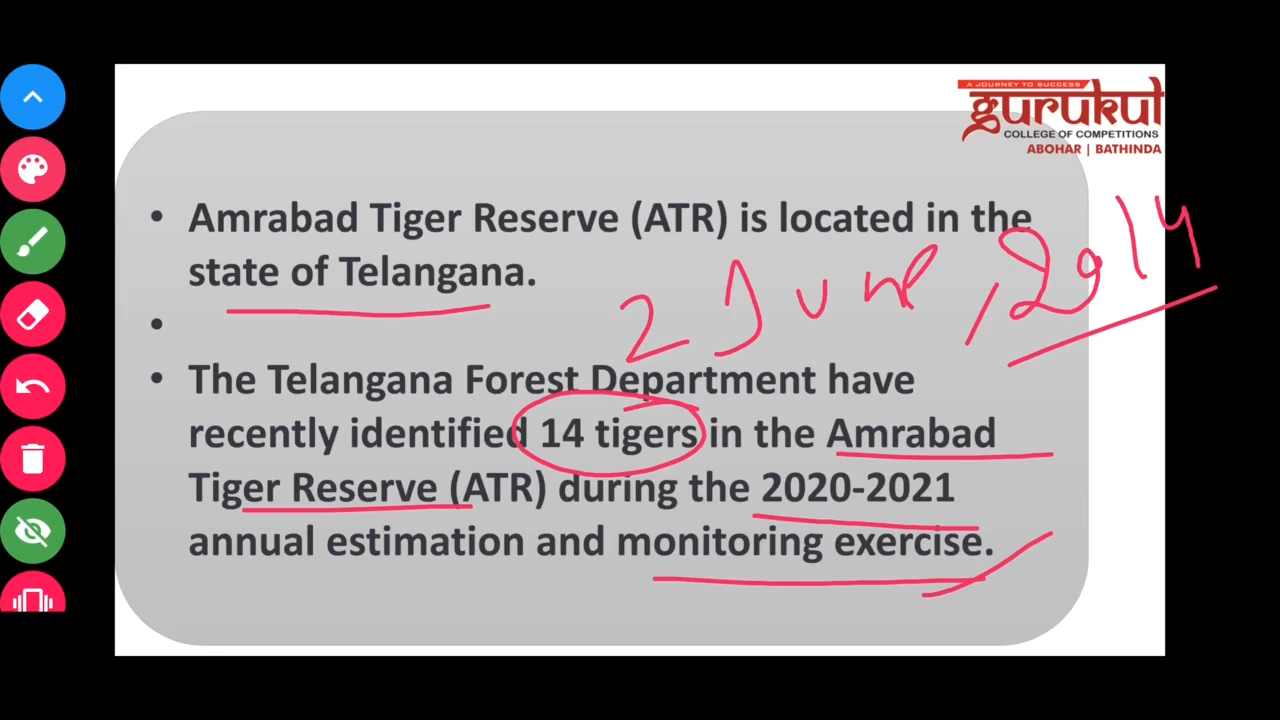 A JOURNEY TO SUCCESS
gurukul
COLLEGE OF COMPETITIONS
ABOHAR | BATHINDA
• Amrabad Tiger Reserve (ATR) is located in the
state of Telangana.
2 June, 2014
•
• The Telangana Forest Department have
recently identified 14 tigers in the Amrabad
Tiger Reserve (ATR) during the 2020-2021
annual estimation and monitoring exercise.